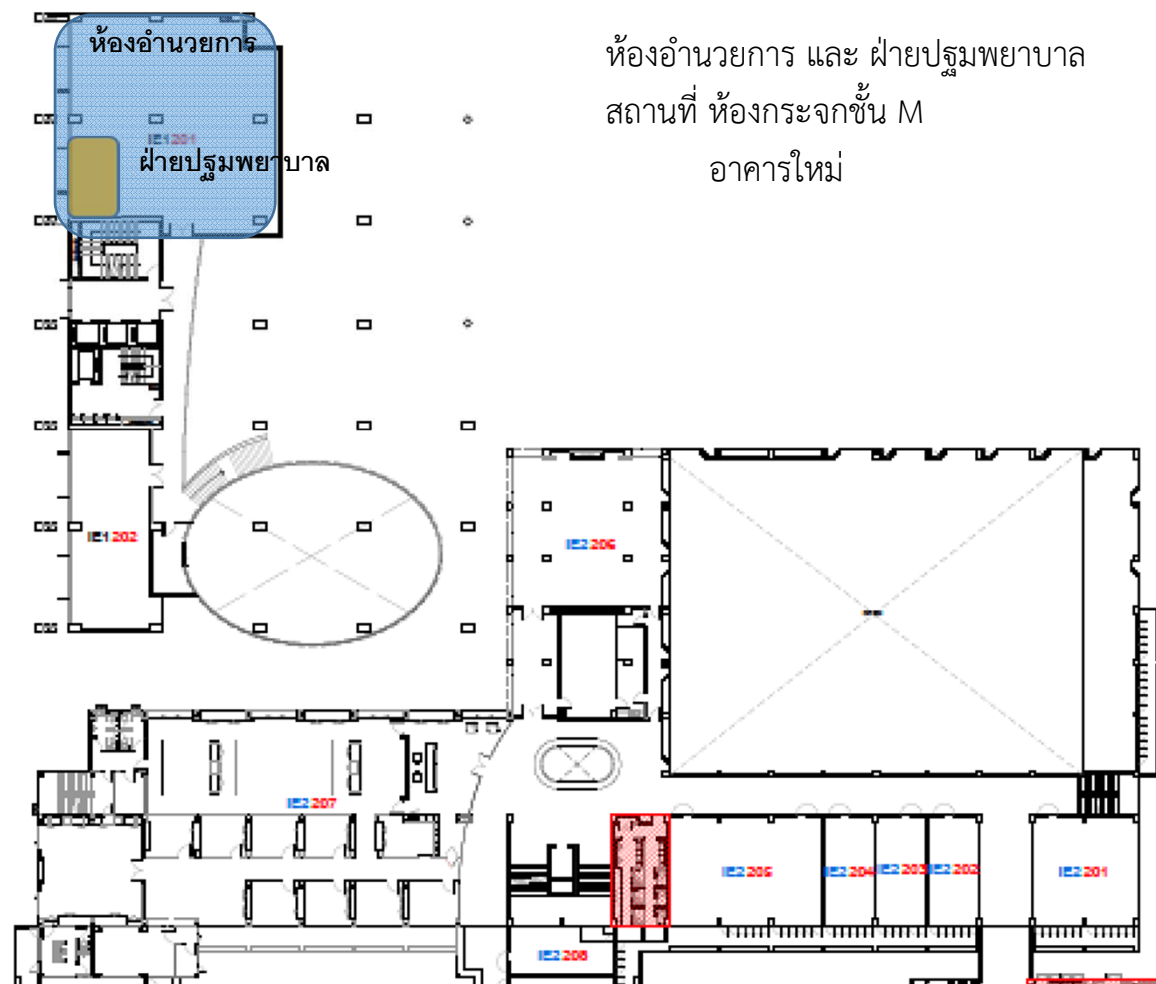 ห้องอำนวยการ
IE1201
ฝ่ายปฐมพยาบาล
ห้องอำนวยการ และ ฝ่ายปฐมพยาบาล
สถานที่ ห้องกระจกชั้น M
อาคารใหม่
IE1202
IE2206
IE2207
IE2205
IE2204
IE2203
IE2202
IE2201
IE2208